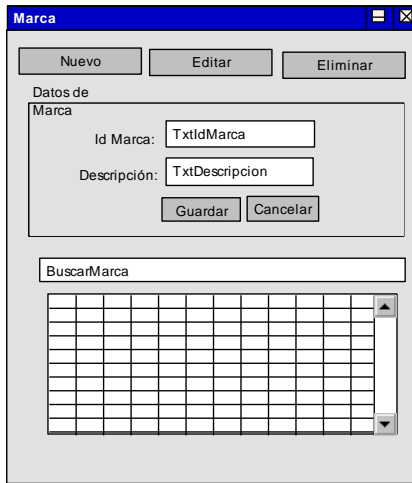 Marca
Nuevo Editar Eliminar
Datos de
Marca
Id Marca: TxtIdMarca
Descripción: TxtDescripcion
Guardar Cancelar
BuscarMarca